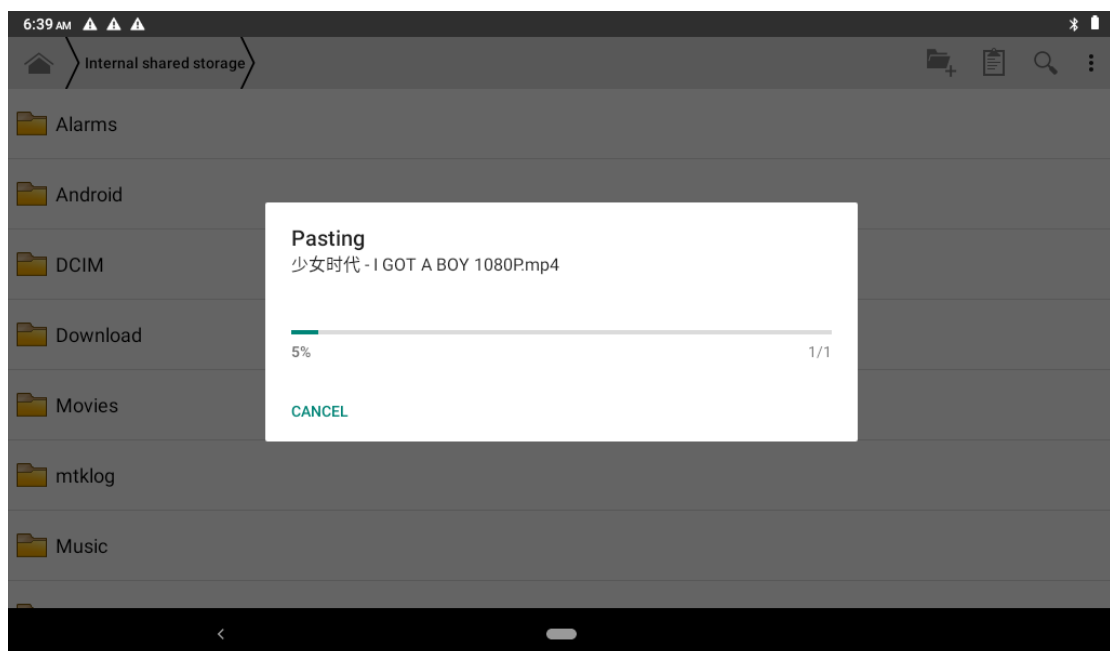 6:39 AM
Internal shared storage
Alarms
Android
DCIM
Download
Movies
mtklog
Music
Pasting
少女时代 - I GOT A BOY 1080P.mp4
5%
1/1
CANCEL